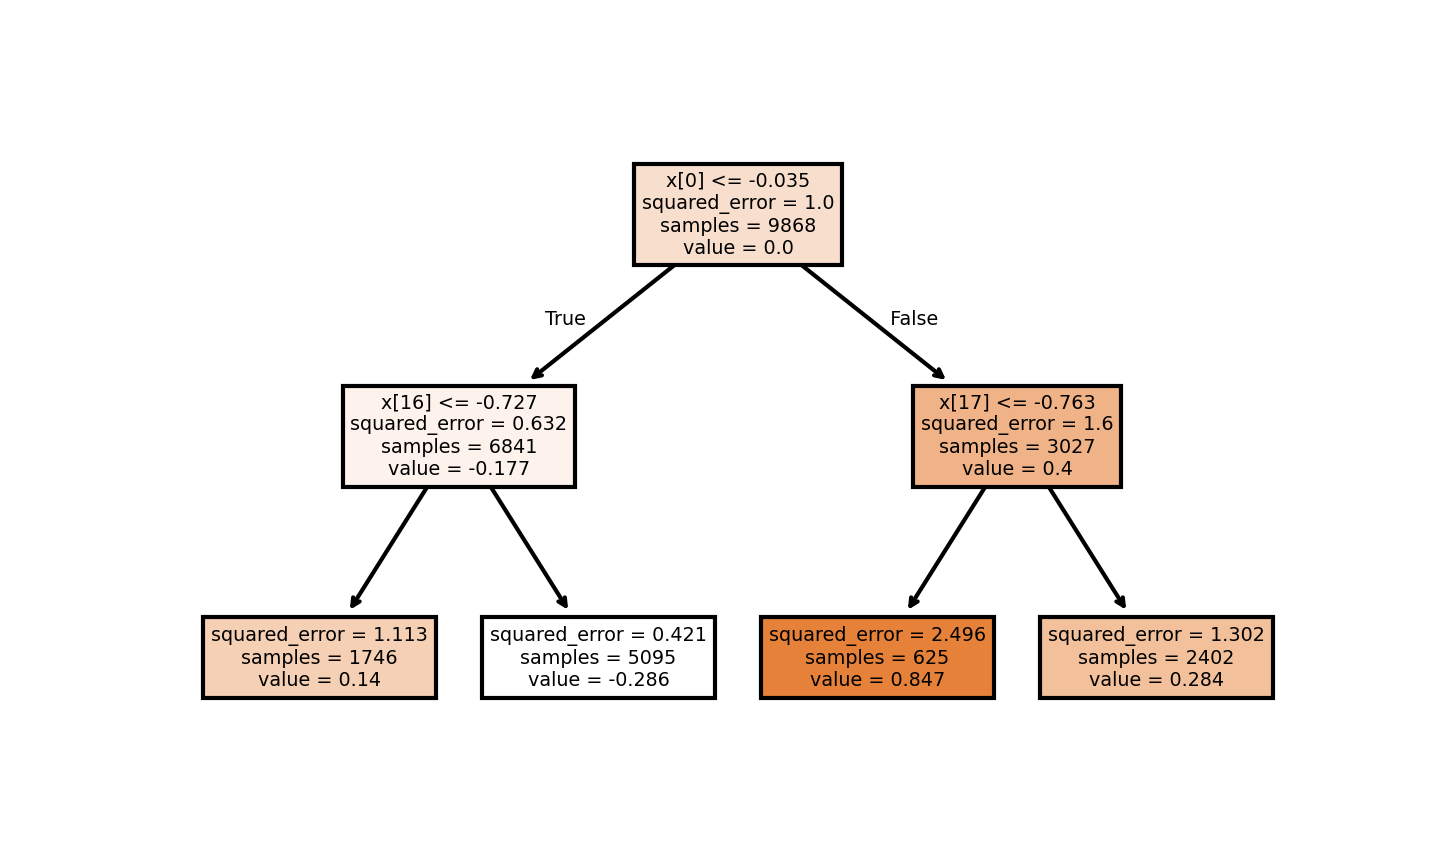 x[0] <= -0.035
squared_error = 1.0
samples = 9868
value = 0.0
True
False
x[16] <= -0.727
squared_error = 0.632
samples = 6841
value = -0.177
x[17] <= -0.763
squared_error = 1.6
samples = 3027
value = 0.4
squared_error = 1.113
samples = 1746
value = 0.14
squared_error = 0.421
samples = 5095
value = -0.286
squared_error = 2.496
samples = 625
value = 0.847
squared_error = 1.302
samples = 2402
value = 0.284